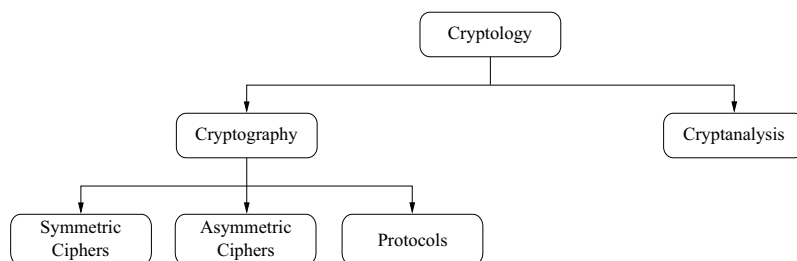 Cryptology
Cryptography
Cryptanalysis
Symmetric
Ciphers
Asymmetric
Ciphers
Protocols